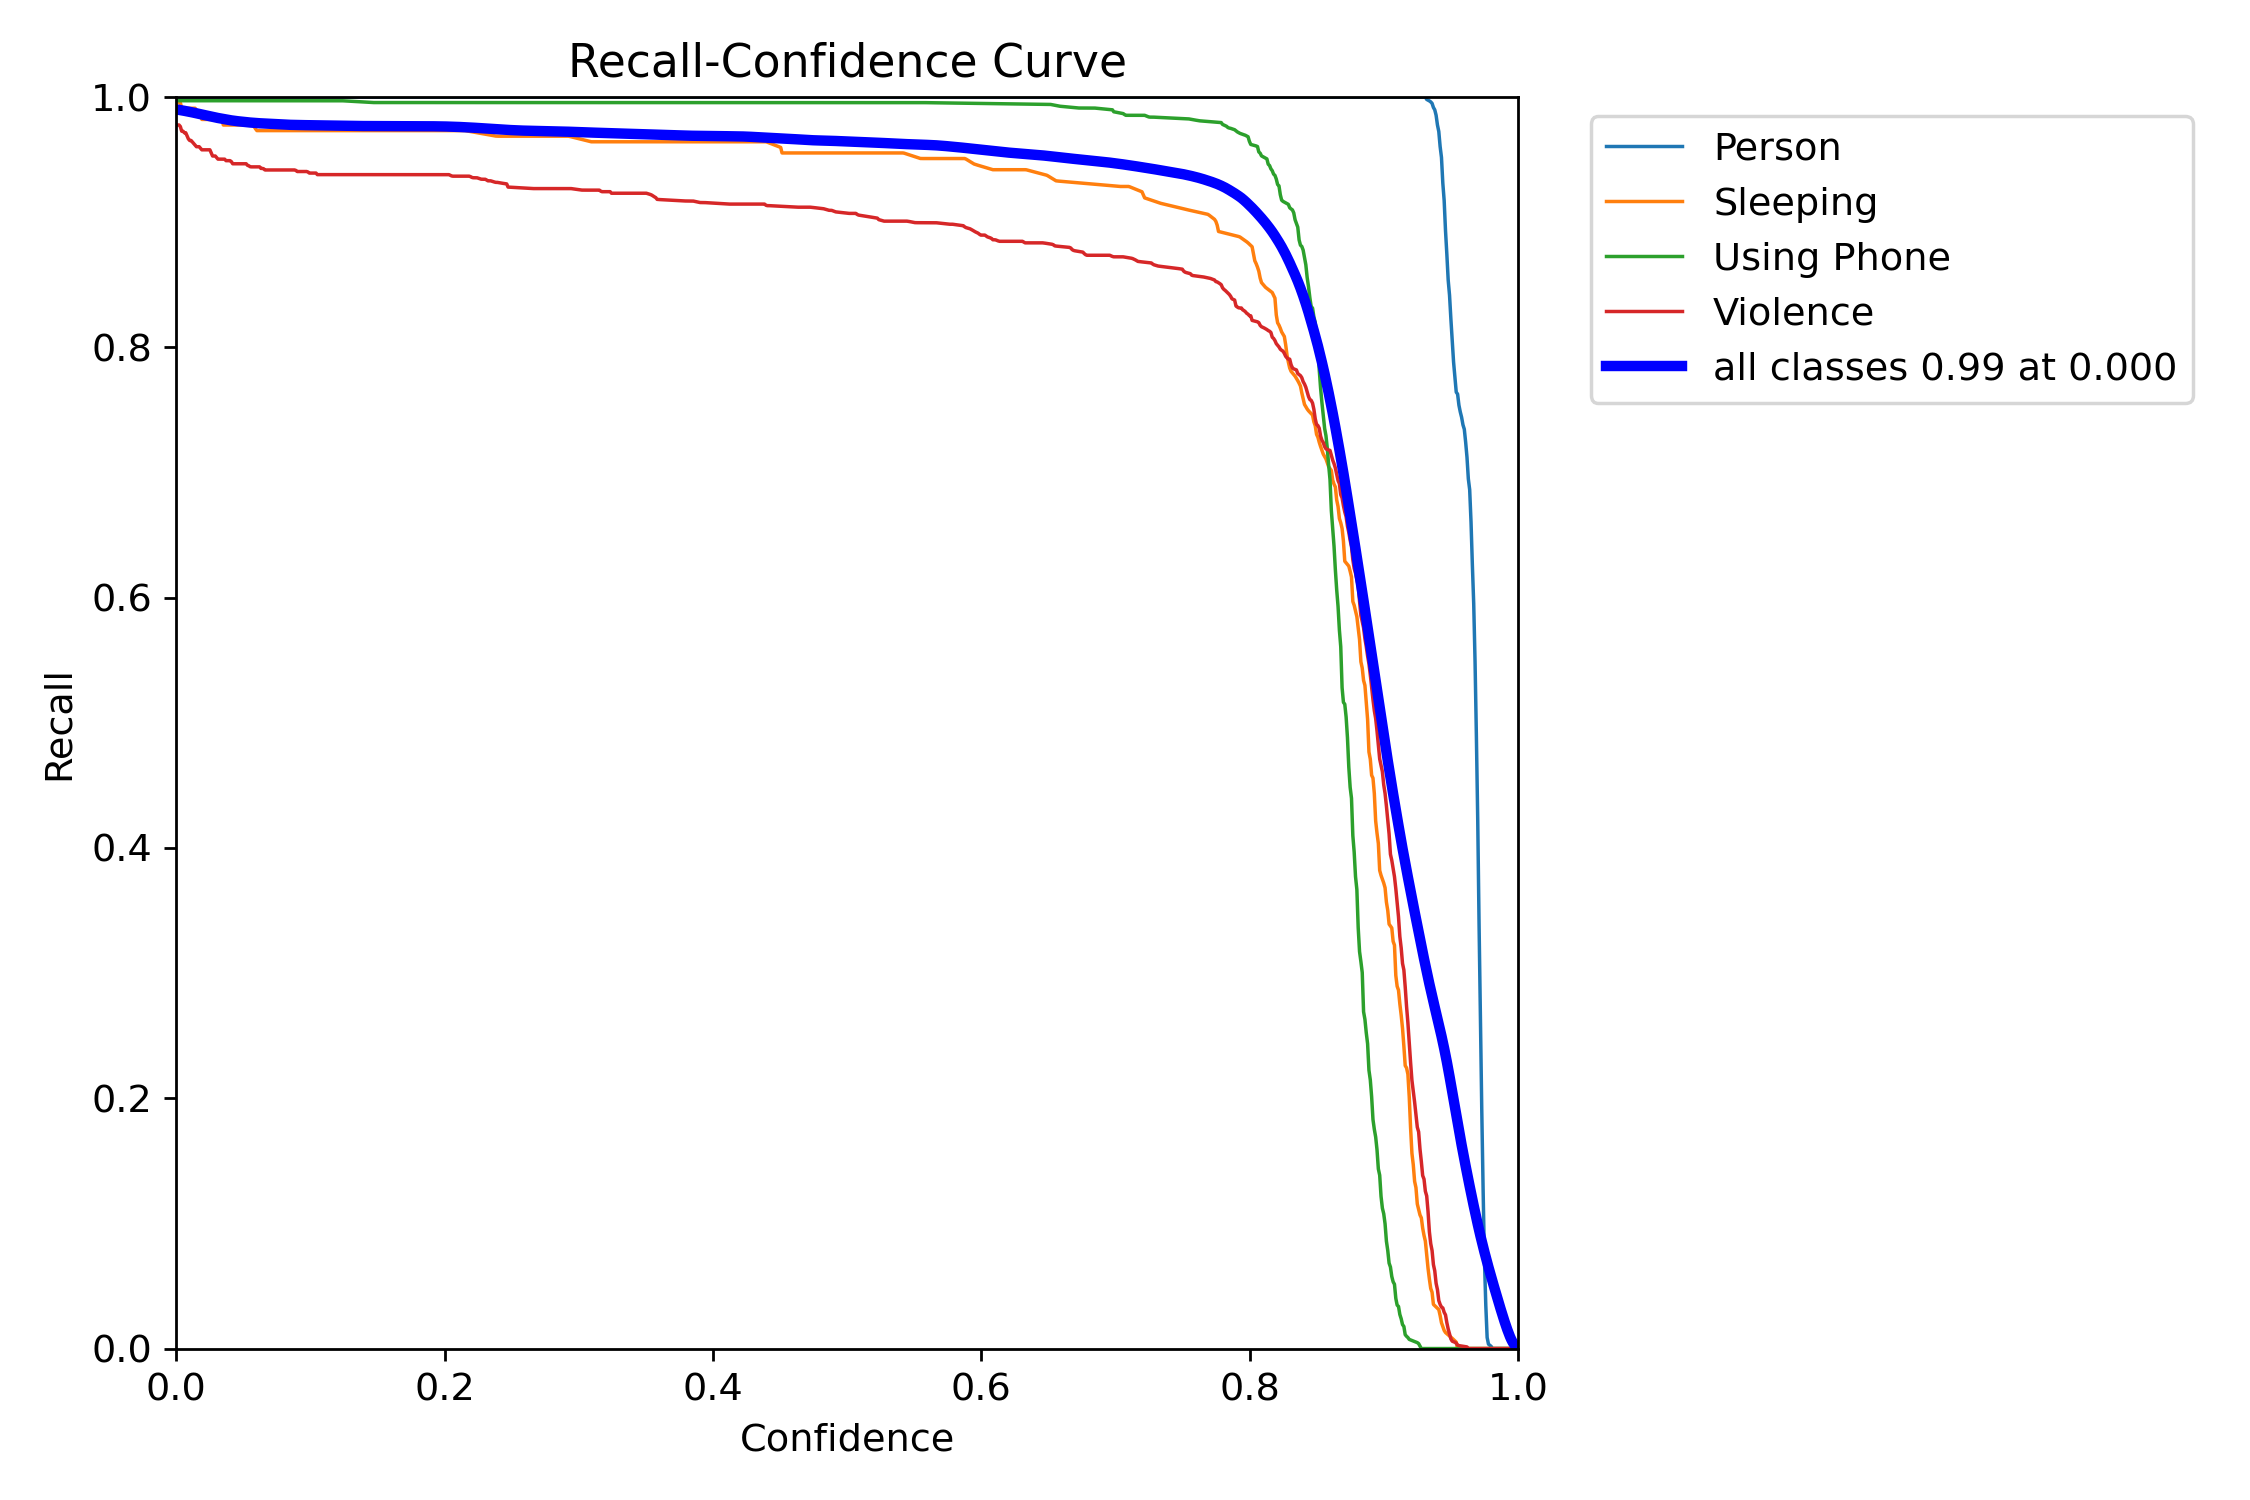 Recall-Confidence Curve
1.0
0.8
0.6
0.4
0.2
0.0
Recall
0.0 0.2 0.4 0.6 0.8 1.0
Confidence
Person
Sleeping
Using Phone
Violence
all classes 0.99 at 0.000